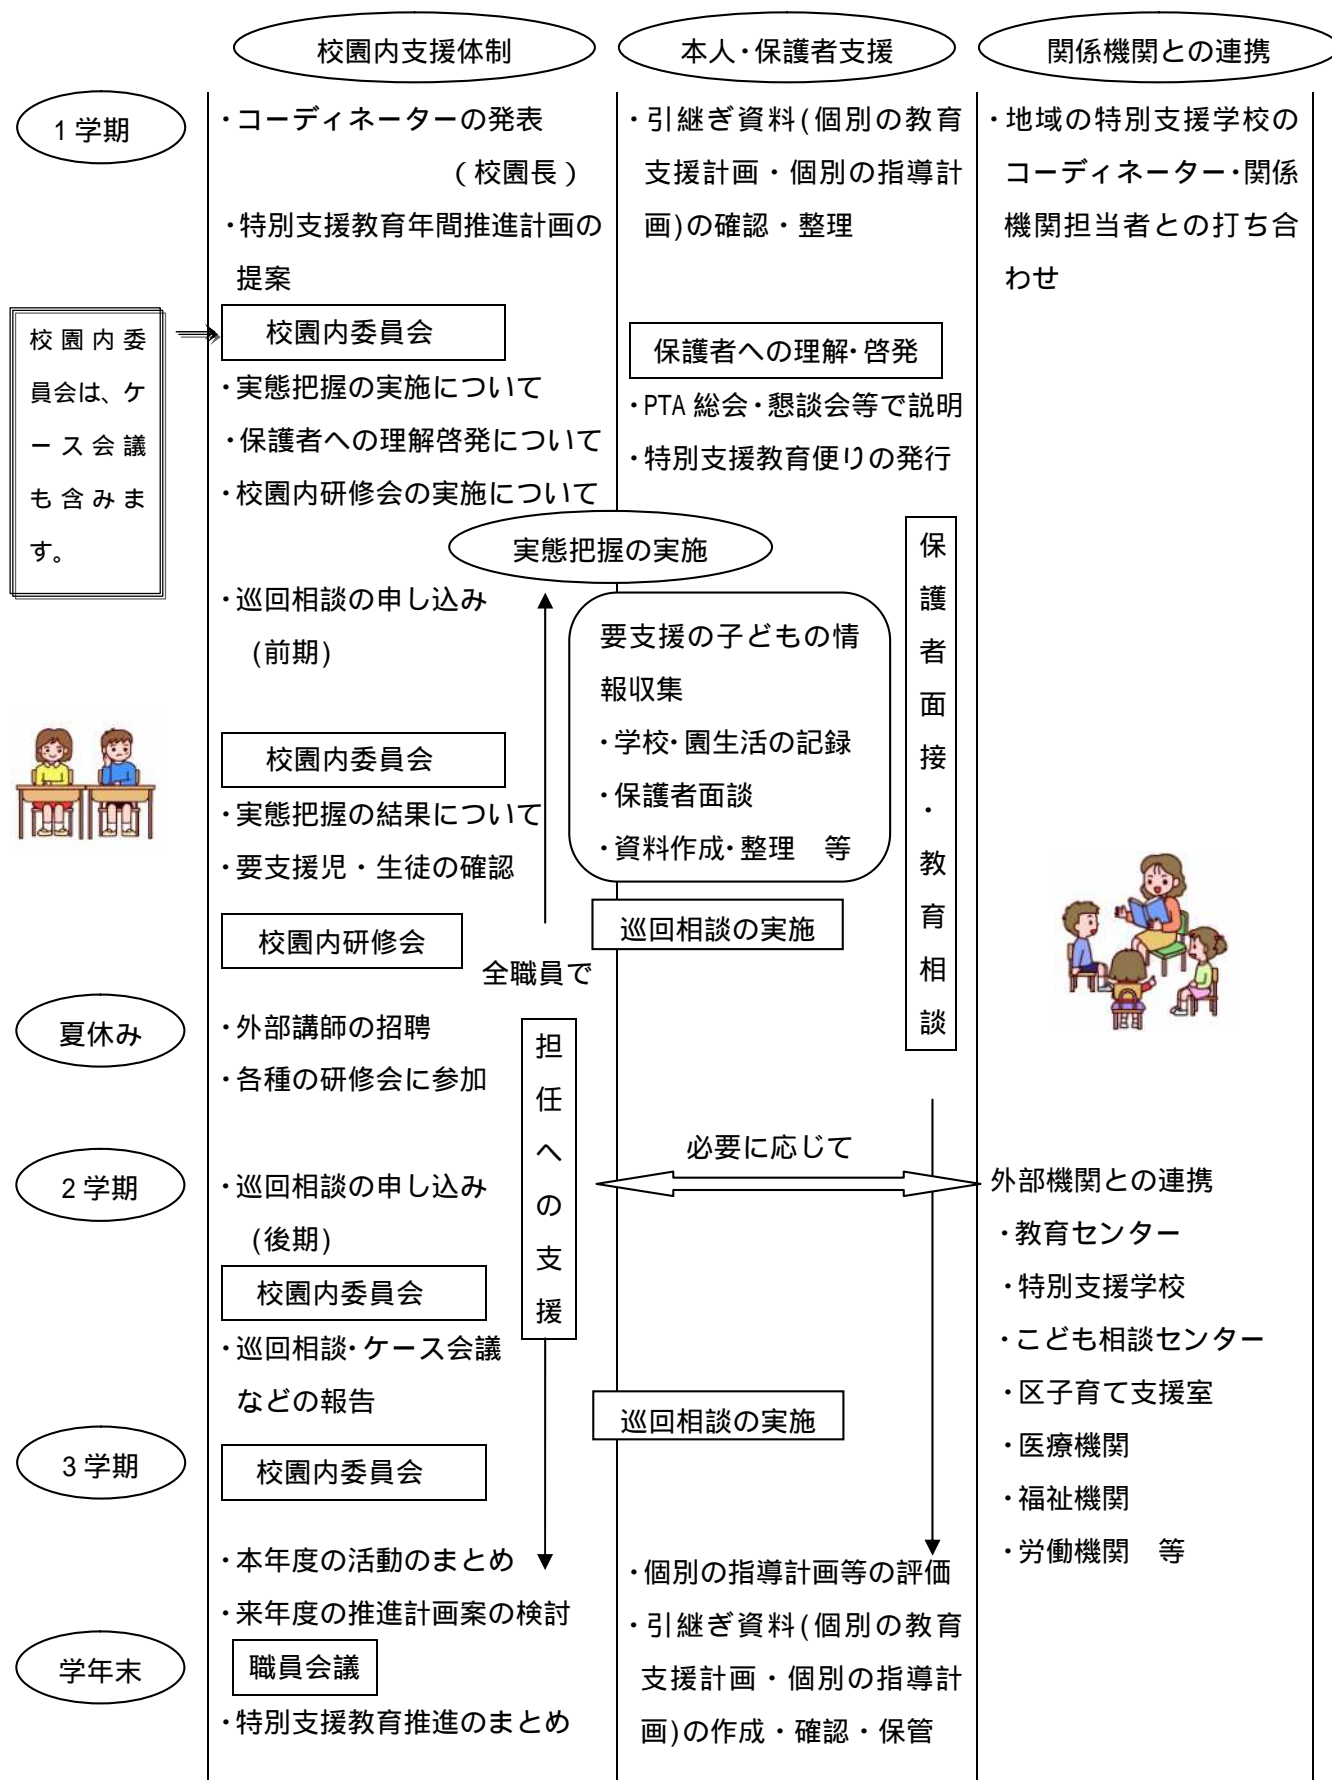 校園内支援体制
本人・保護者支援
関係機関との連携
1学期
・コーディネーターの発表
(校園長)
・特別支援教育年間推進計画の
提案
校園内委員会
・実態把握の実施について
・保護者への理解啓発について
・校園内研修会の実施について
校園内委
員会は、ケ
ース会議
も含みま
す。
・引継ぎ資料(個別の教育
支援計画・個別の指導計
画)の確認・整理
保護者への理解・啓発
・PTA総会・懇談会等で説明
・特別支援教育便りの発行
・地域の特別支援学校の
コーディネーター・関係
機関担当者との打ち合
わせ
実態把握の実施
・巡回相談の申し込み
(前期)
校園内委員会
・実態把握の結果について
・要支援児・生徒の確認
校園内研修会
全職員で
要支援の子どもの情
報収集
・学校・園生活の記録
・保護者面談
・資料作成・整理 等
巡回相談の実施
保護者面接・教育相談
夏休み
・外部講師の招聘
・各種の研修会に参加
担任への支援
必要に応じて
2学期
・巡回相談の申し込み
(後期)
校園内委員会
・巡回相談・ケース会議
などの報告
巡回相談の実施
外部機関との連携
・教育センター
・特別支援学校
・こども相談センター
・区子育て支援室
・医療機関
・福祉機関
・労働機関 等
3学期
校園内委員会
・本年度の活動のまとめ
・来年度の推進計画案の検討
学年末
職員会議
・特別支援教育推進のまとめ
・個別の指導計画等の評価
・引継ぎ資料(個別の教育
支援計画・個別の指導計
画)の作成・確認・保管